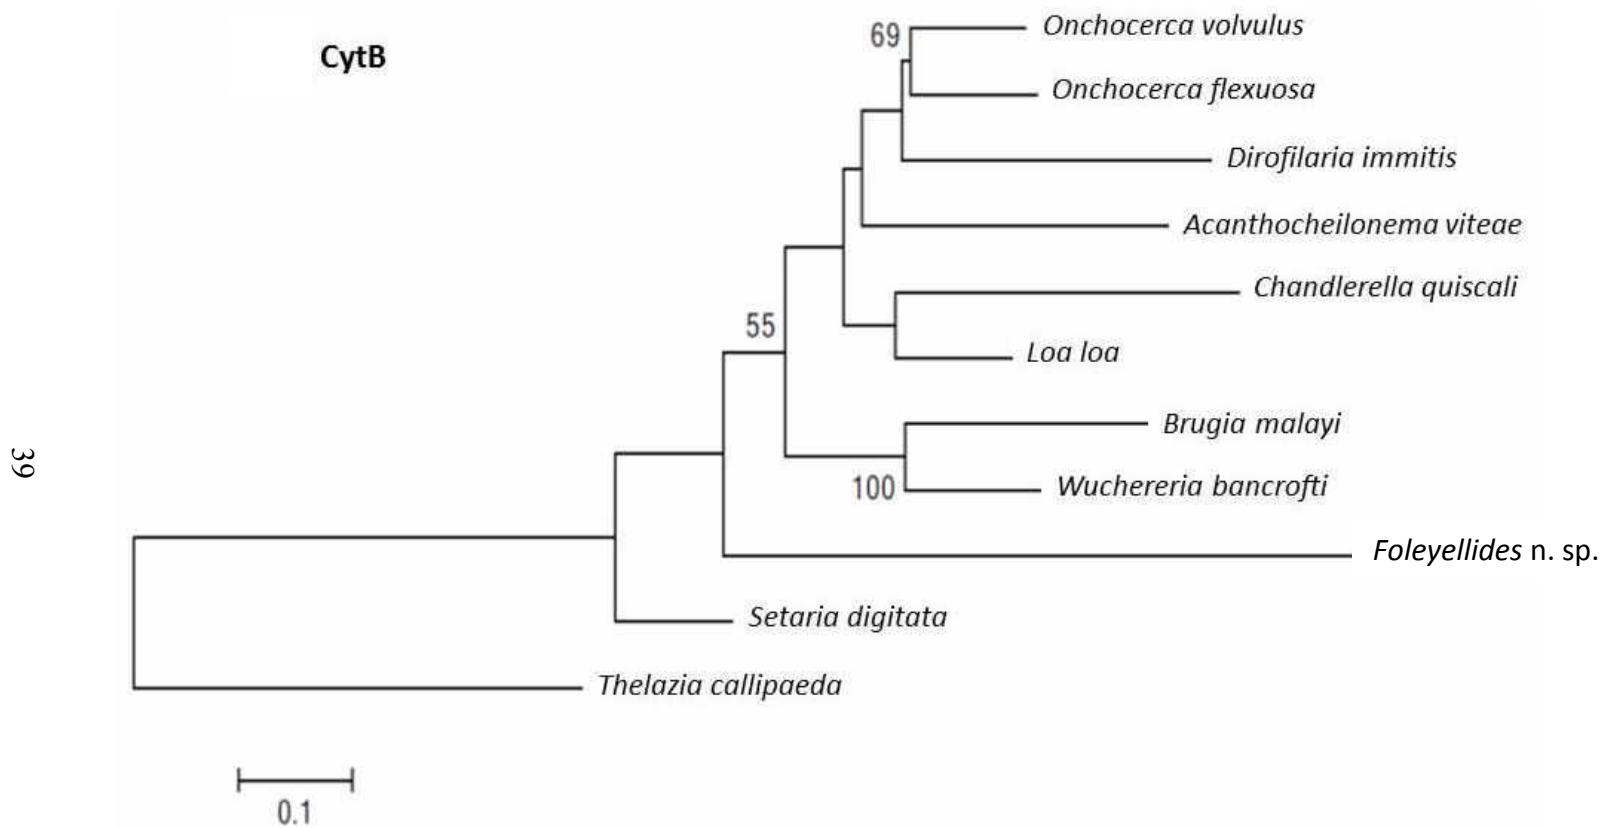 CytB
69
Onchocerca volvulus
Onchocerca flexuosa
Dirofilaria immitis
Acanthocheilonema viteae
Chandlerella quiscali
55
Loa loa
Brugia malayi
100
Wuchereria bancrofti
39
Foleyellides n. sp.
Setaria digitata
Thelazia callipaeda
0.1